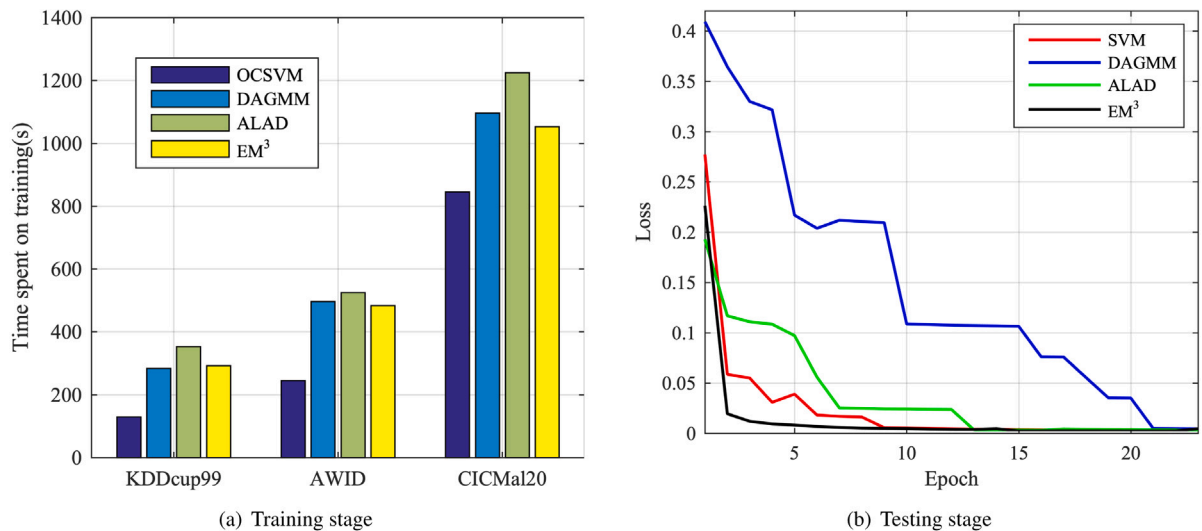 1400
1200
1000
800
600
400
200
0
Time spent on training(s)
OCSVM
DAGMM
ALAD
EM³
KDDcup99 AWID CICMal20
(a) Training stage
0.4
0.35
0.3
0.25
0.2
0.15
0.1
0.05
0
Loss
SVM
DAGMM
ALAD
EM³
5 10 15 20
Epoch
(b) Testing stage